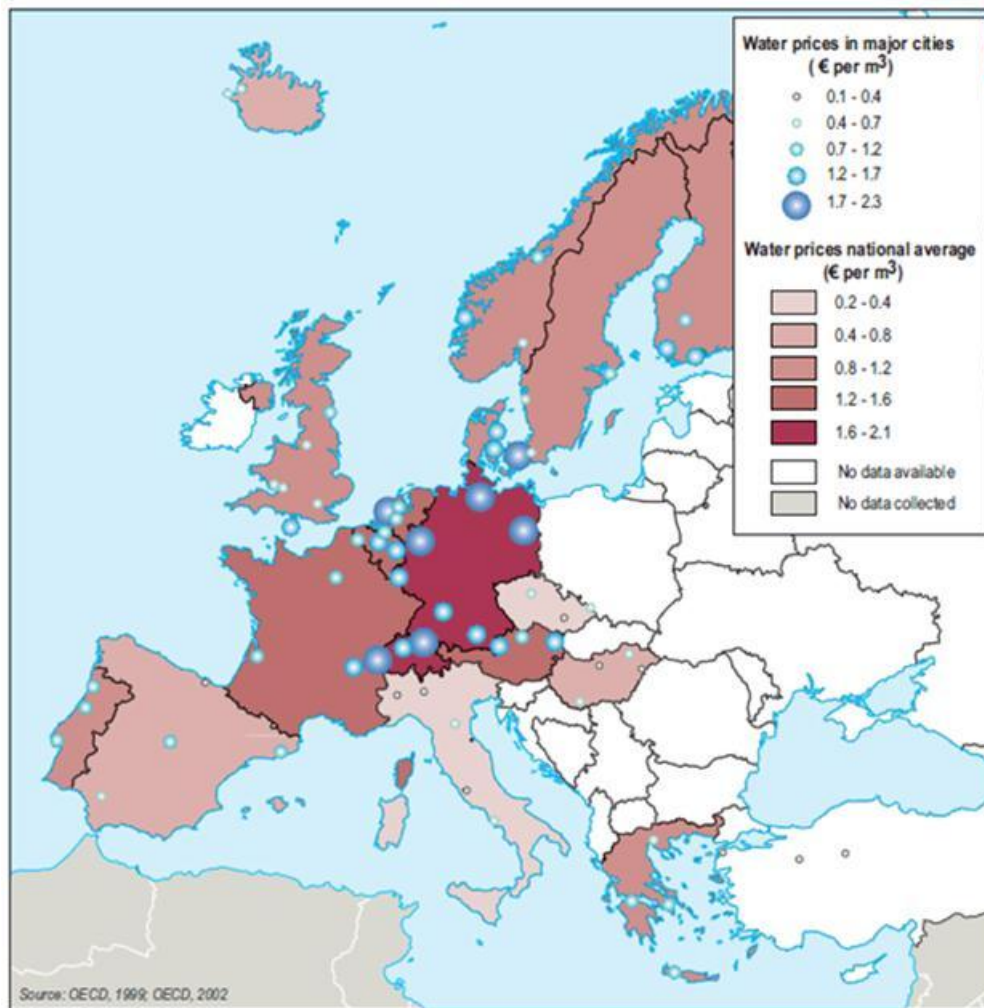 Water prices in major cities
( € per m3)
0.1 - 0.4
0.4 - 0.7
0.7 - 1.2
1.2 - 1.7
1.7 - 2.3
Water prices national average
(€ per m3)
0.2 - 0.4
0.4 - 0.8
0.8 - 1.2
1.2 - 1.6
1.6 - 2.1
No data available
No data collected
Source: OECD, 1999; OECD, 2002